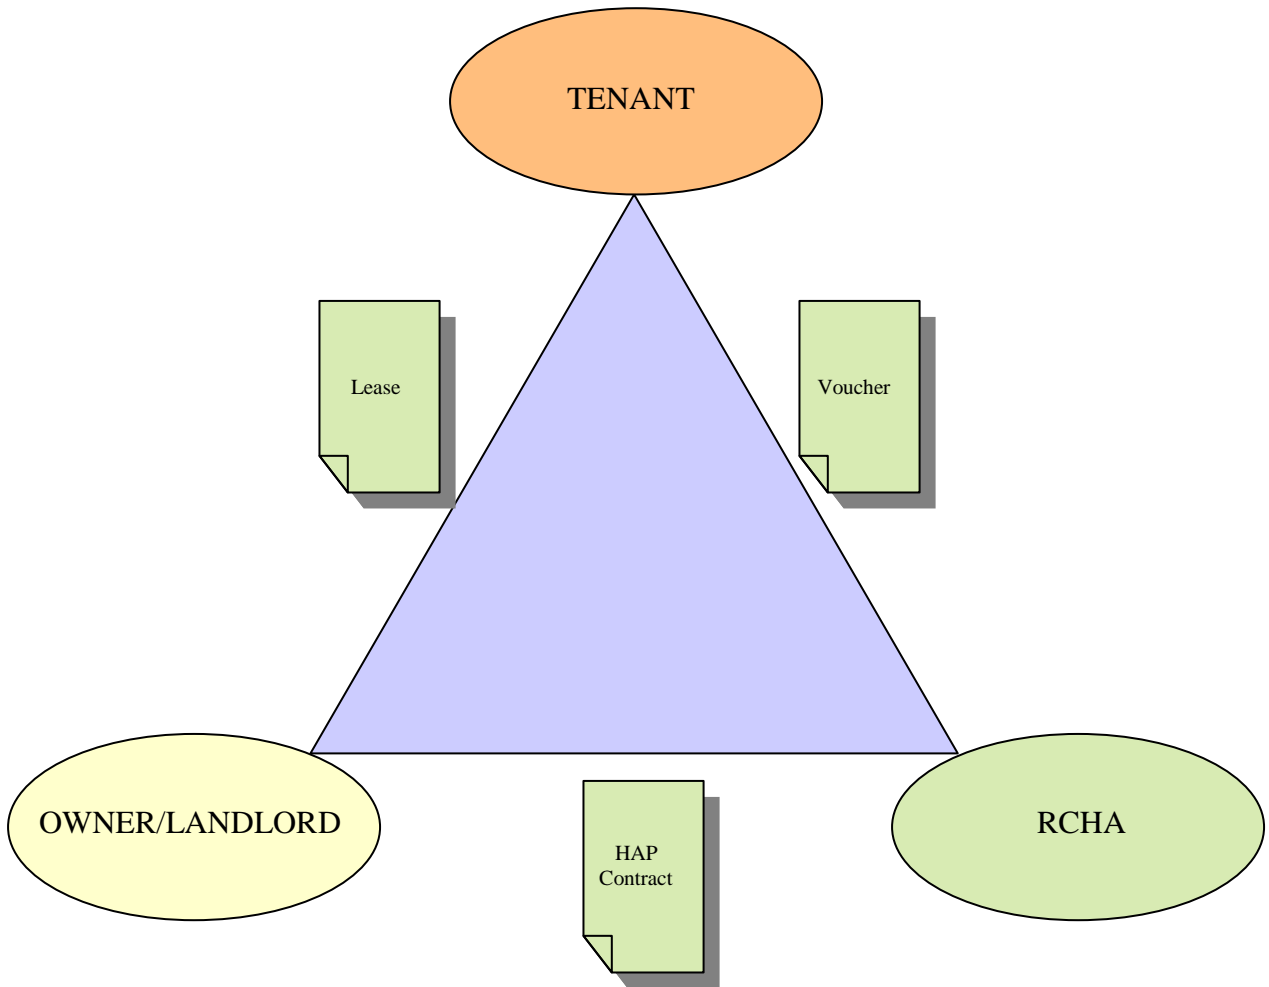 TENANT
Lease
Voucher
OWNER/LANDLORD
RCHA
HAP
Contract